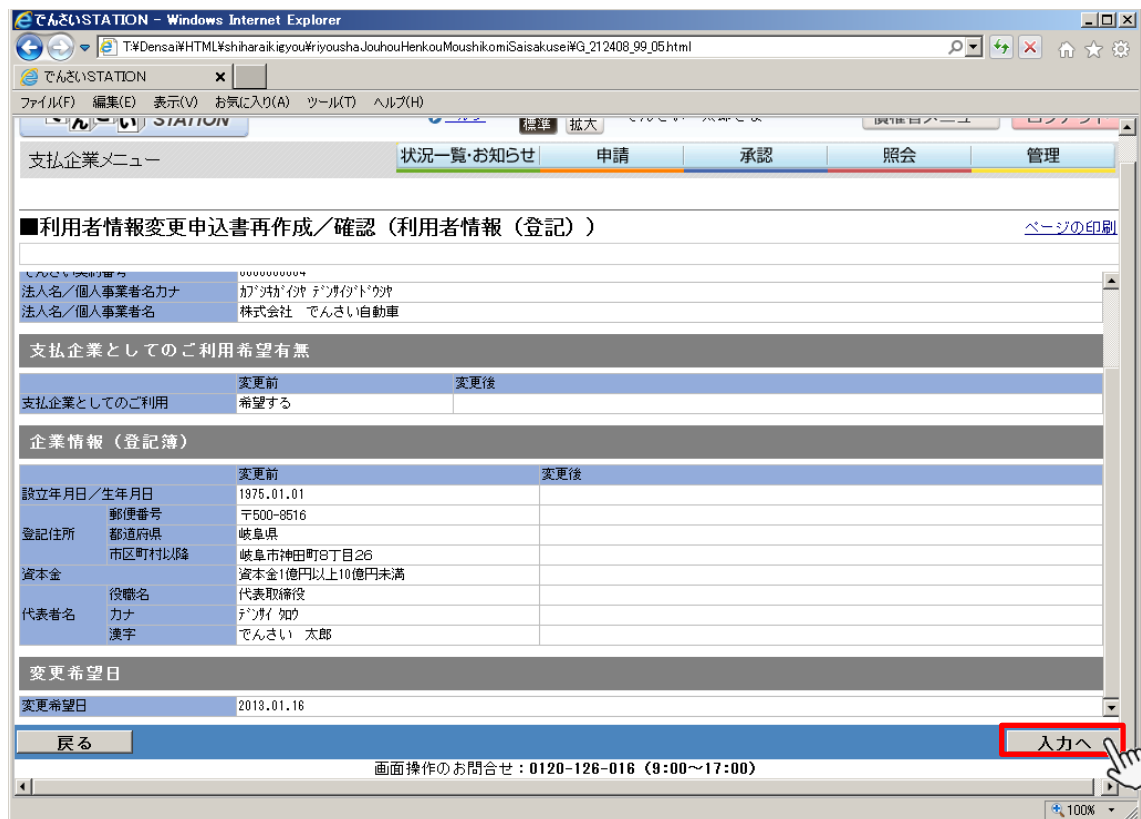 でんさいSTATION - Windows Internet Explorer
T:¥Densai¥HTML¥shiharaikigyou¥riyoushaJouhouHenkouMoushikomiSaisakusei¥G_212408_99_05.html
でんさいSTATION
ファイル(F) 編集(E) 表示(V) お気に入り(A) ツール(T) ヘルプ(H)
STATION 標準 拡大
支払企業メニュー 状況一覧・お知らせ 申請 承認 照会 管理
■利用者情報変更申込書再作成／確認（利用者情報（登記）） ページの印刷
法人名／個人事業者名カナ ｶﾌﾞｼｷｶﾞｲｼﾔ ﾃﾞﾝｻｲｼﾞﾄﾞｳｼﾔ
法人名／個人事業者名 株式会社 でんさい自動車
支払企業としてのご利用希望有無
変更前 変更後
支払企業としてのご利用 希望する
企業情報（登記簿）
変更前 変更後
設立年月日／生年月日 1975.01.01
郵便番号 〒500-8516
登記住所 都道府県 岐阜県
市区町村以降 岐阜市神田町8丁目26
資本金 資本金1億円以上10億円未満
役職名 代表取締役
代表者名 カナ ﾃﾞﾝｻｲ ﾀﾛｳ
漢字 でんさい 太郎
変更希望日
変更希望日 2013.01.16
戻る 入力へ
画面操作のお問合せ：0120-126-016（9:00～17:00）
100%